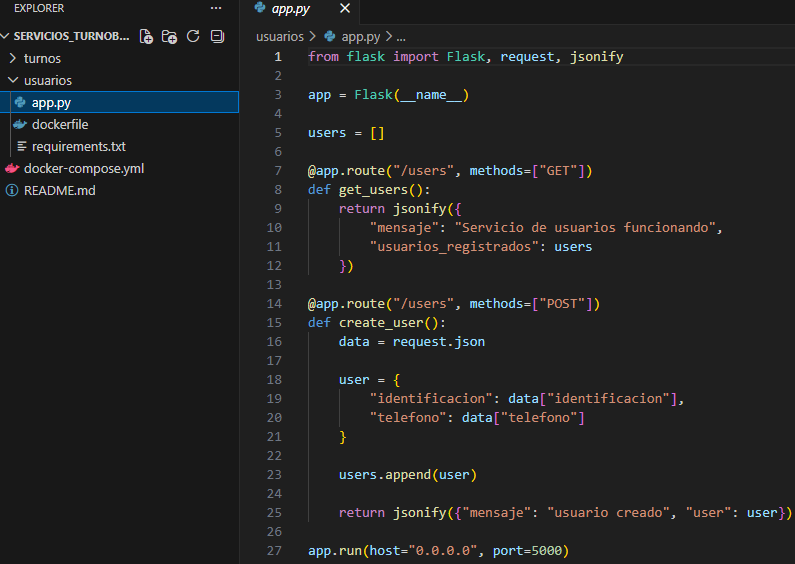 EXPLORER
SERVICIOS_TURNOB...
turnos
usuarios
app.py
dockerfile
requirements.txt
docker-compose.yml
README.md
app.py
usuarios > app.py > ...
1 from flask import Flask, request, jsonify
2
3 app = Flask(__name__)
4
5 users = []
6
7 @app.route("/users", methods=["GET"])
8 def get_users():
9     return jsonify({
10         "mensaje": "Servicio de usuarios funcionando",
11         "usuarios_registrados": users
12     })
13
14 @app.route("/users", methods=["POST"])
15 def create_user():
16     data = request.json
17
18     user = {
19         "identificacion": data["identificacion"],
20         "telefono": data["telefono"]
21     }
22
23     users.append(user)
24
25     return jsonify({"mensaje": "usuario creado", "user": user})
26
27 app.run(host="0.0.0.0", port=5000)